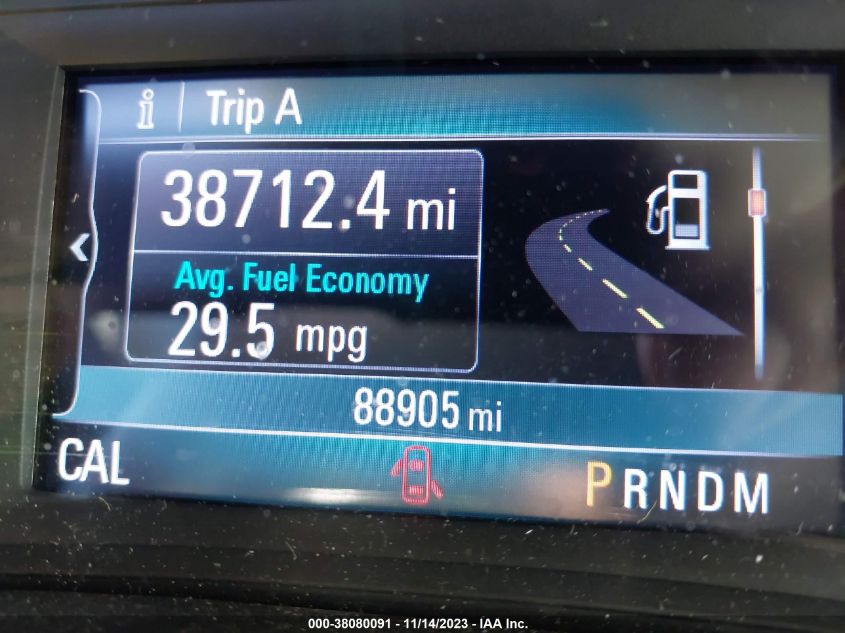 i Trip A
38712.4 mi
Avg. Fuel Economy
29.5 mpg
88905 mi
CAL PRNDM
000-38080091 - 11/14/2023 - IAA Inc.